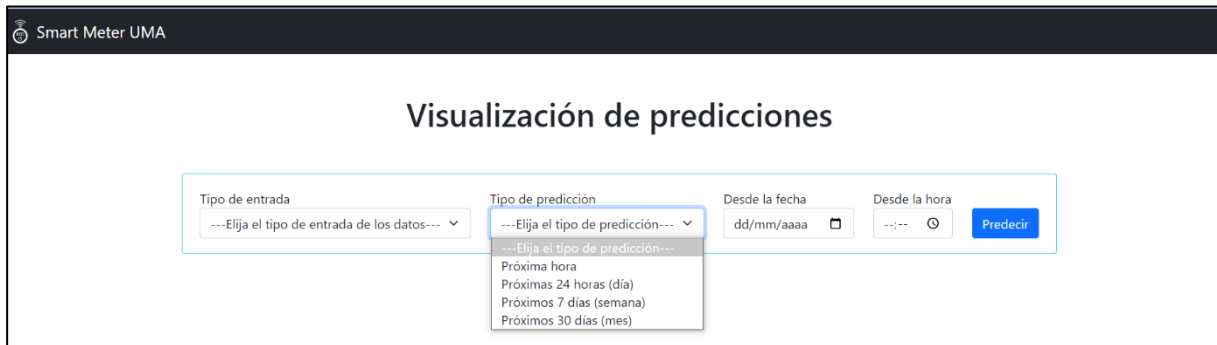 Smart Meter UMA
Visualización de predicciones
Tipo de entrada
---Elija el tipo de entrada de los datos---
Tipo de predicción
---Elija el tipo de predicción---
---Elija el tipo de predicción---
Próxima hora
Próximas 24 horas (día)
Próximos 7 días (semana)
Próximos 30 días (mes)
Desde la fecha
dd/mm/aaaa
Desde la hora
--:--
Predecir